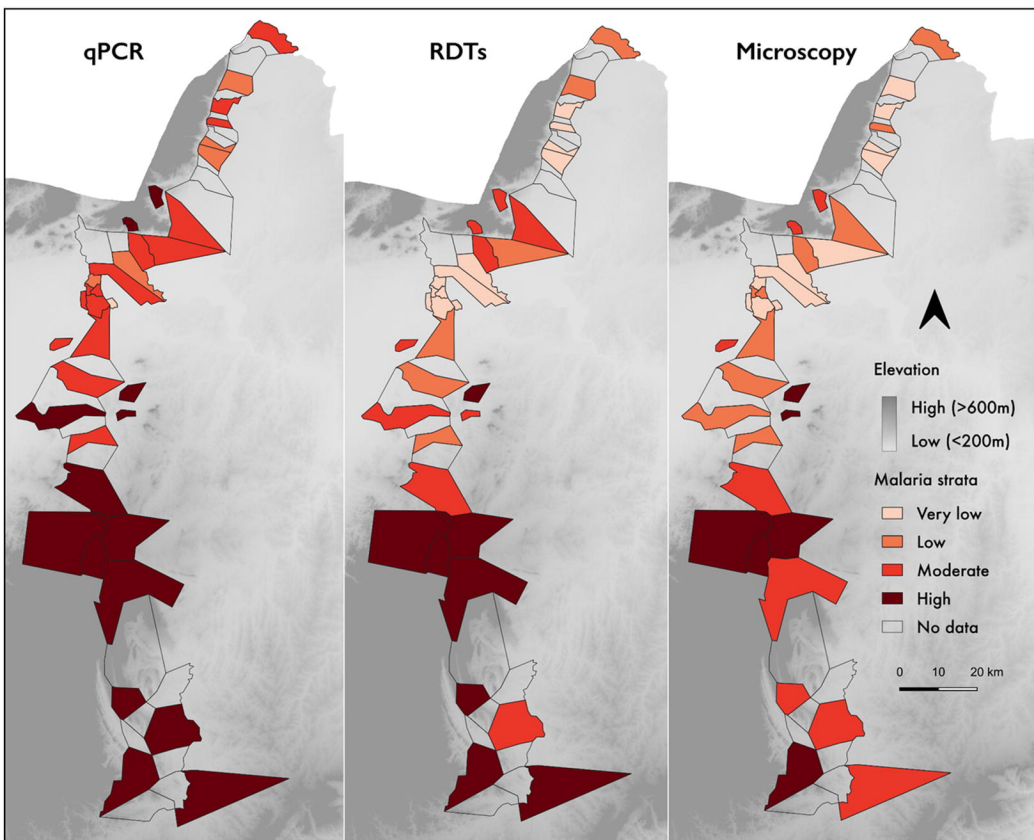 qPCR
RDTs
Microscopy
Elevation
High (>600m)
Low (<200m)
Malaria strata
Very low
Low
Moderate
High
No data
0 10 20 km